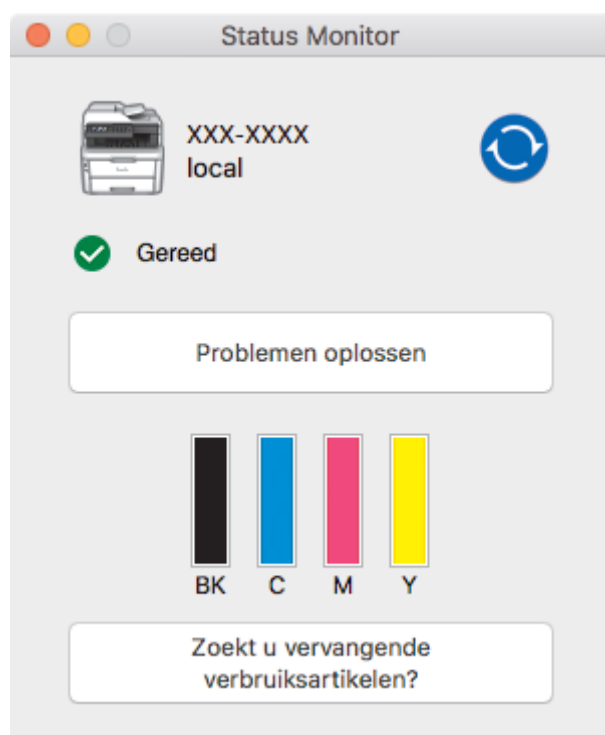 Status Monitor
XXX-XXXX
local
Gereed
Problemen oplossen
BK C M Y
Zoekt u vervangende
verbruiksartikelen?